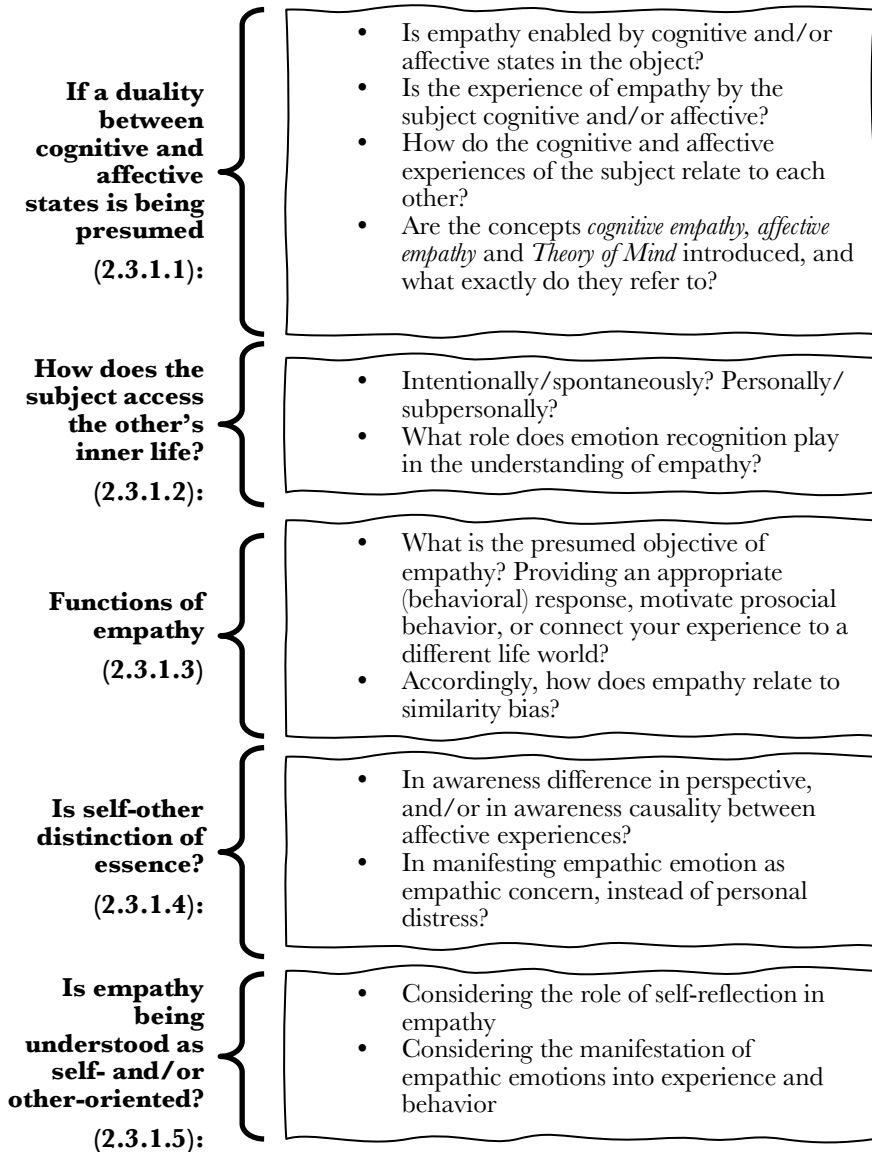 If a duality
between
cognitive and
affective
states is being
presumed
(2.3.1.1):
• Is empathy enabled by cognitive and/or
affective states in the object?
• Is the experience of empathy by the
subject cognitive and/or affective?
• How do the cognitive and affective
experiences of the subject relate to each
other?
• Are the concepts cognitive empathy, affective
empathy and Theory of Mind introduced, and
what exactly do they refer to?
How does the
subject access
the other's
inner life?
(2.3.1.2):
• Intentionally/spontaneously? Personally/
subpersonally?
• What role does emotion recognition play
in the understanding of empathy?
Functions of
empathy
(2.3.1.3)
• What is the presumed objective of
empathy? Providing an appropriate
(behavioral) response, motivate prosocial
behavior, or connect your experience to a
different life world?
• Accordingly, how does empathy relate to
similarity bias?
Is self-other
distinction of
essence?
(2.3.1.4):
• In awareness difference in perspective,
and/or in awareness causality between
affective experiences?
• In manifesting empathic emotion as
empathic concern, instead of personal
distress?
Is empathy
being
understood as
self- and/or
other-oriented?
(2.3.1.5):
• Considering the role of self-reflection in
empathy
• Considering the manifestation of
empathic emotions into experience and
behavior